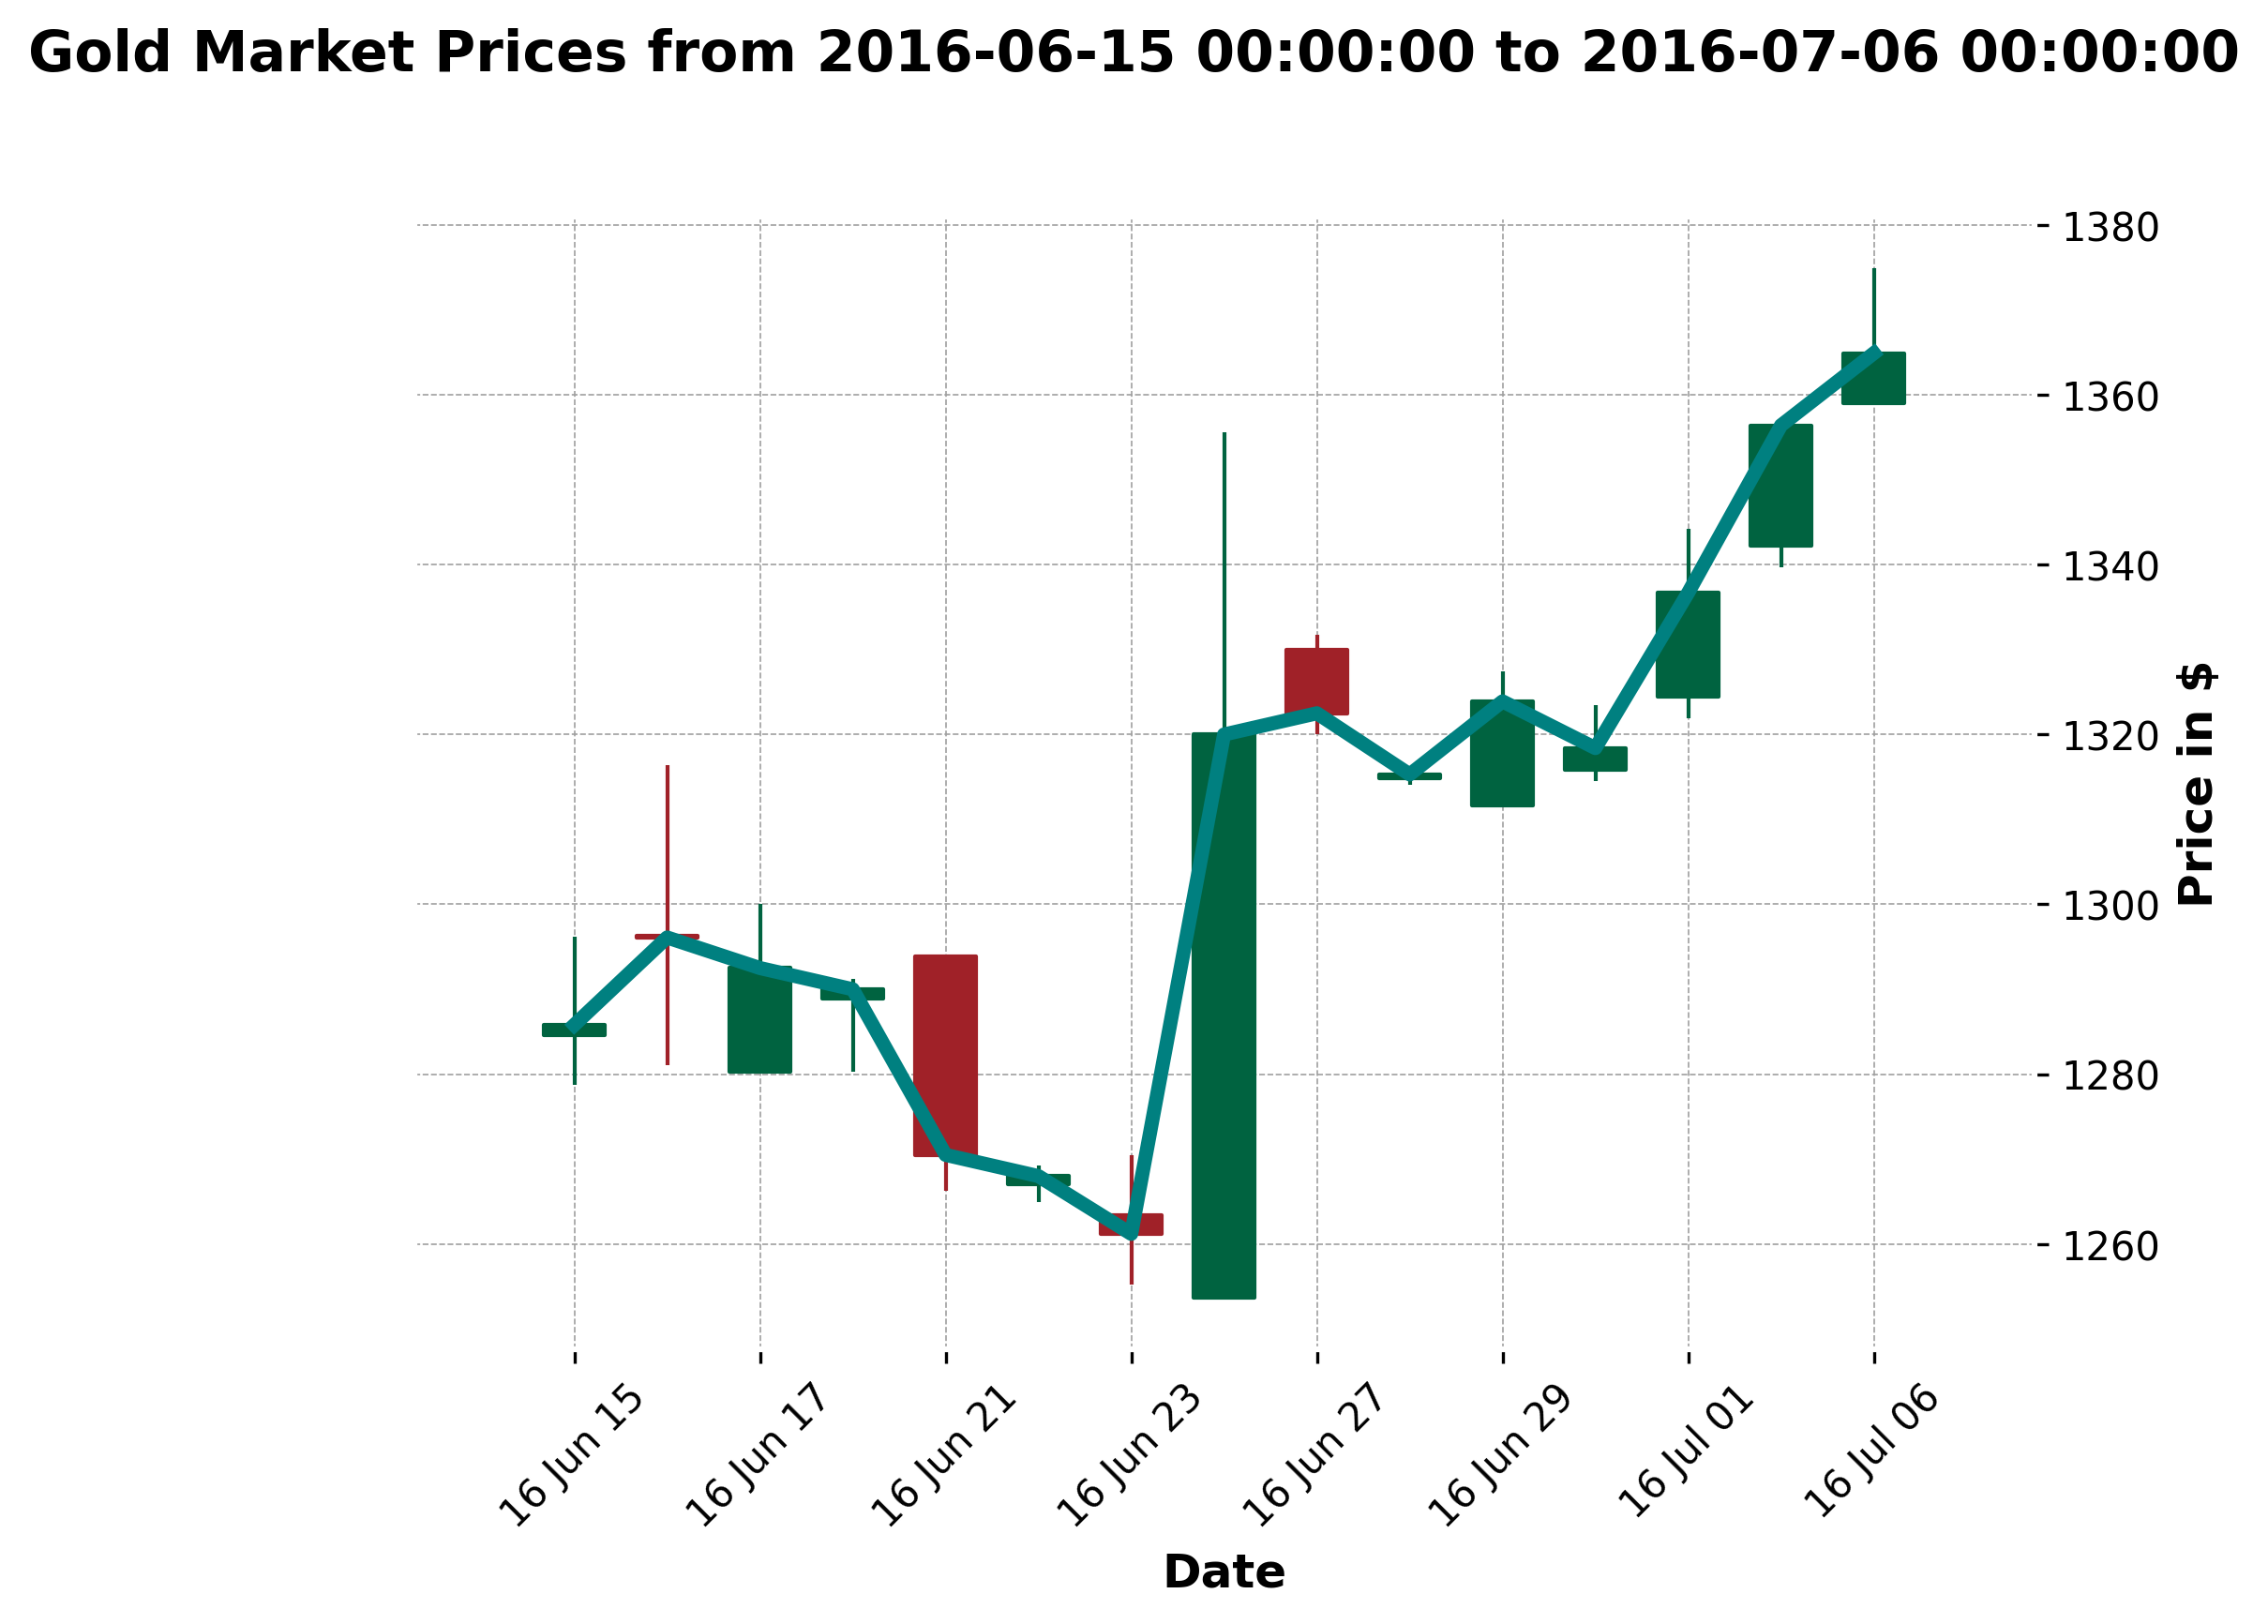 Gold Market Prices from 2016-06-15 00:00:00 to 2016-07-06 00:00:00
1380
1360
1340
1320
1300
1280
1260
Price in $
16 Jun 15
16 Jun 17
16 Jun 21
16 Jun 23
16 Jun 27
16 Jun 29
16 Jul 01
16 Jul 06
Date